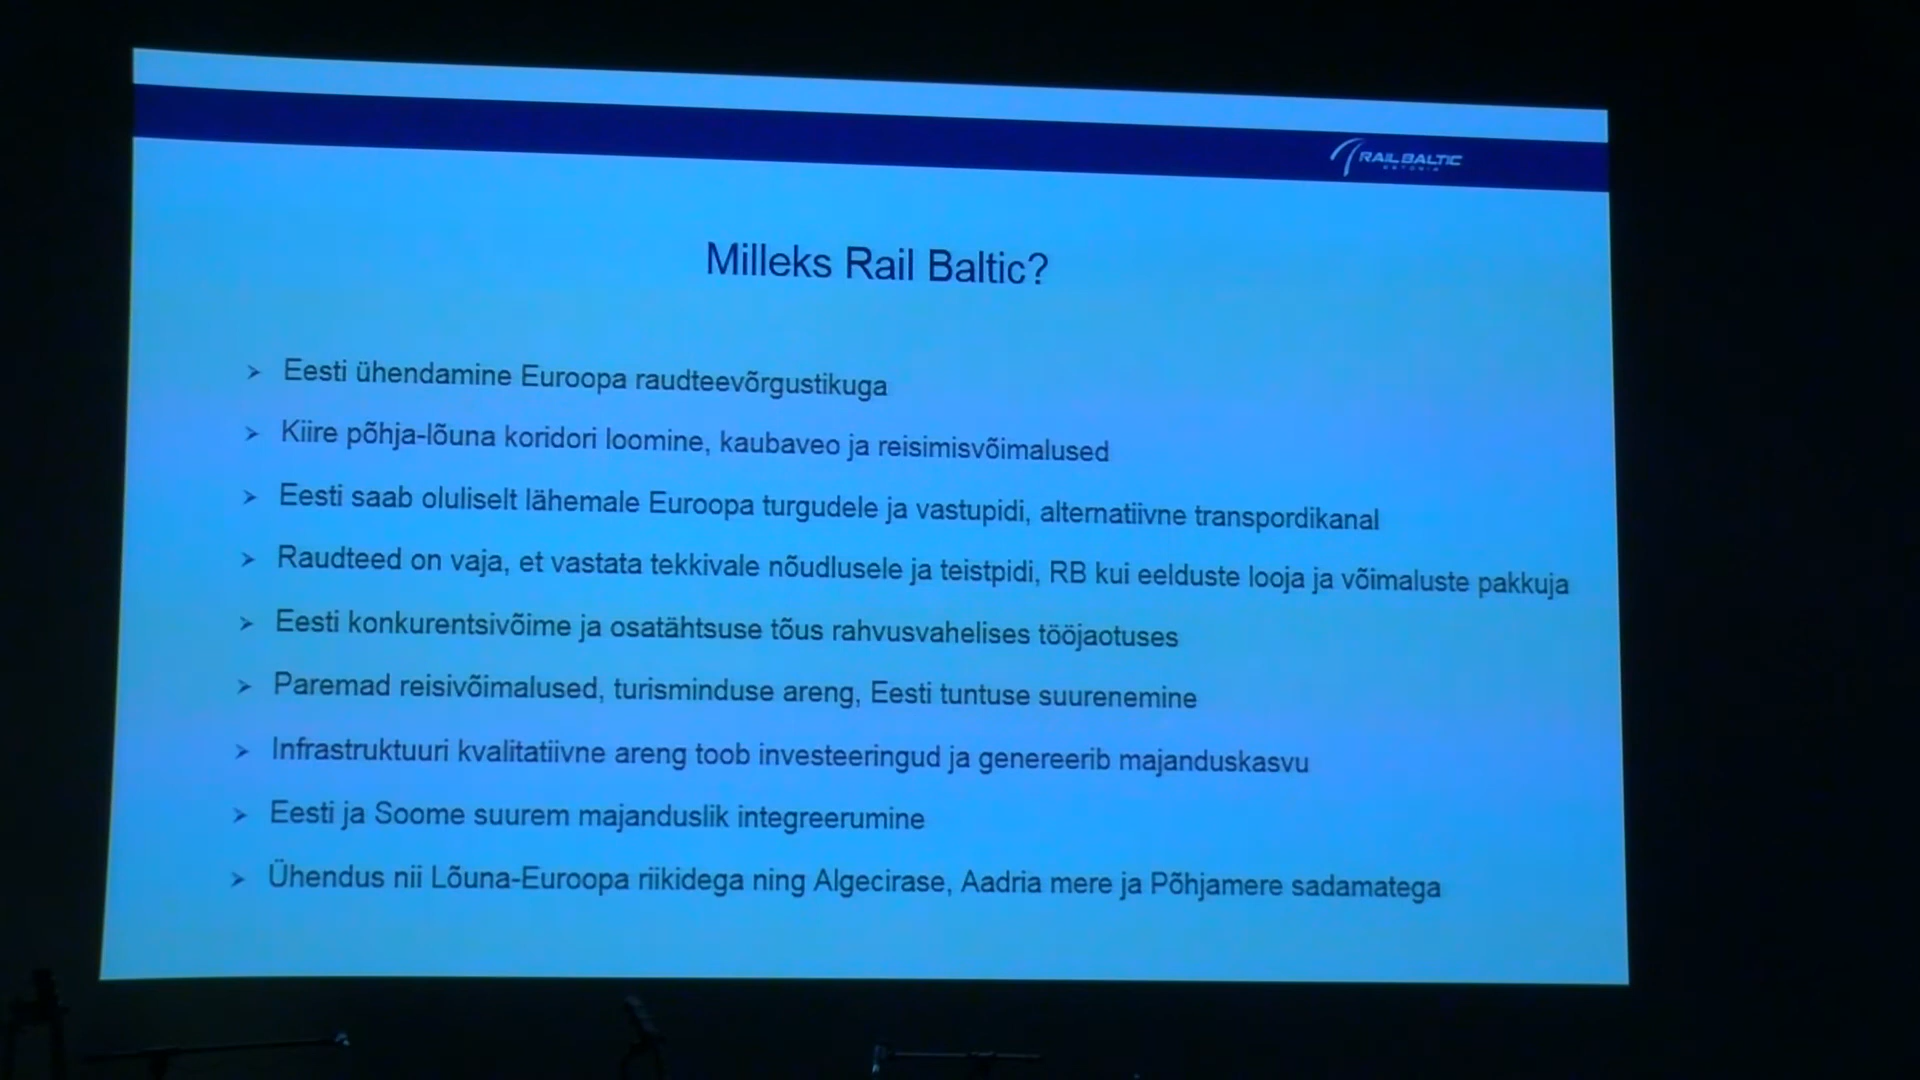 RAIL BALTIC
ESTONIA
Milleks Rail Baltic?
Eesti ühendamine Euroopa raudteevõrgustikuga
Kiire põhja-lõuna koridori loomine, kaubaveo ja reisimisvõimalused
Eesti saab oluliselt lähemale Euroopa turgudele ja vastupidi, alternatiivne transpordikanal
Raudteed on vaja, et vastata tekkivale nõudlusele ja teistpidi, RB kui eelduste looja ja võimaluste pakkuja
Eesti konkurentsivõime ja osatähtsuse tõus rahvusvahelises tööjaotuses
Paremad reisivõimalused, turisminduse areng, Eesti tuntuse suurenemine
Infrastruktuuri kvalitatiivne areng toob investeeringud ja genereerib majanduskasvu
Eesti ja Soome suurem majanduslik integreerumine
Ühendus nii Lõuna-Euroopa riikidega ning Algecirase, Aadria mere ja Põhjamere sadamatega